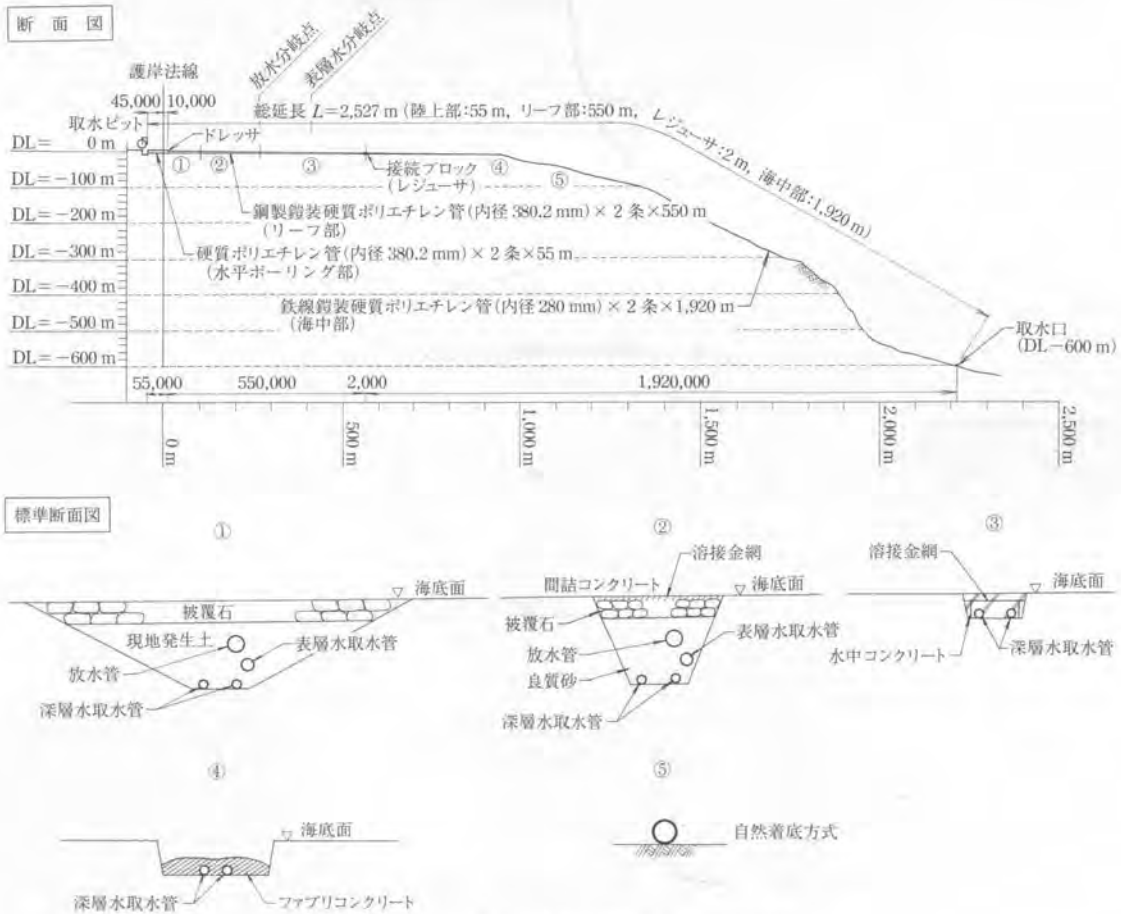 断面図
放水分岐点
表層水分岐点
護岸法線
45,000 10,000
総延長 L=2,527 m (陸上部:55 m, リーフ部:550 m, レジューサ:2 m, 海中部:1,920 m)
取水ピット
ドレッサ
DL= 0 m
① ② ③ ④ ⑤
接続ブロック
(レジューサ)
DL=-100 m
鋼製鎧装硬質ポリエチレン管(内径 380.2 mm) × 2 条×550 m
(リーフ部)
DL=-200 m
硬質ポリエチレン管(内径 380.2 mm) × 2 条×55 m
(水平ボーリング部)
DL=-300 m
鉄線鎧装硬質ポリエチレン管(内径 280 mm) × 2 条×1,920 m
(海中部)
DL=-400 m
DL=-500 m
取水口
(DL-600 m)
DL=-600 m
55,000 550,000 2,000 1,920,000
0 m 500 m 1,000 m 1,500 m 2,000 m 2,500 m
標準断面図
①
海底面
被覆石
現地発生土
表層水取水管
放水管
深層水取水管
②
溶接金網
間詰コンクリート
海底面
被覆石
表層水取水管
放水管
良質砂
深層水取水管
③
溶接金網
海底面
水中コンクリート
深層水取水管
④
海底面
深層水取水管
ファブリコンクリート
⑤
自然着底方式